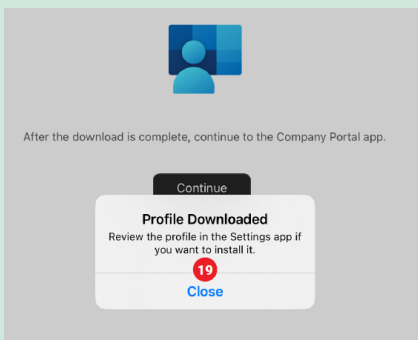 After the download is complete, continue to the Company Portal app.
Continue
Profile Downloaded
Review the profile in the Settings app if
you want to install it.
19
Close